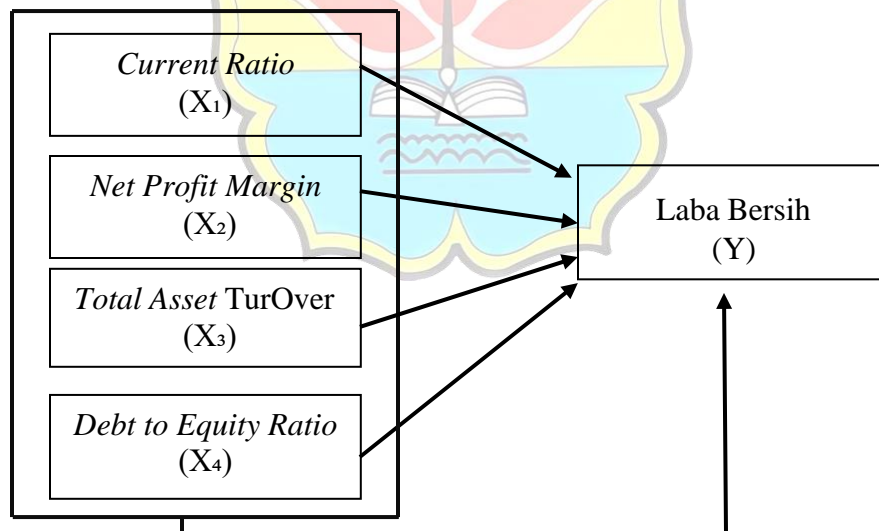 Current Ratio
(X₁)
Net Profit Margin
(X₂)
Total Asset TurOver
(X₃)
Debt to Equity Ratio
(X₄)
Laba Bersih
(Y)